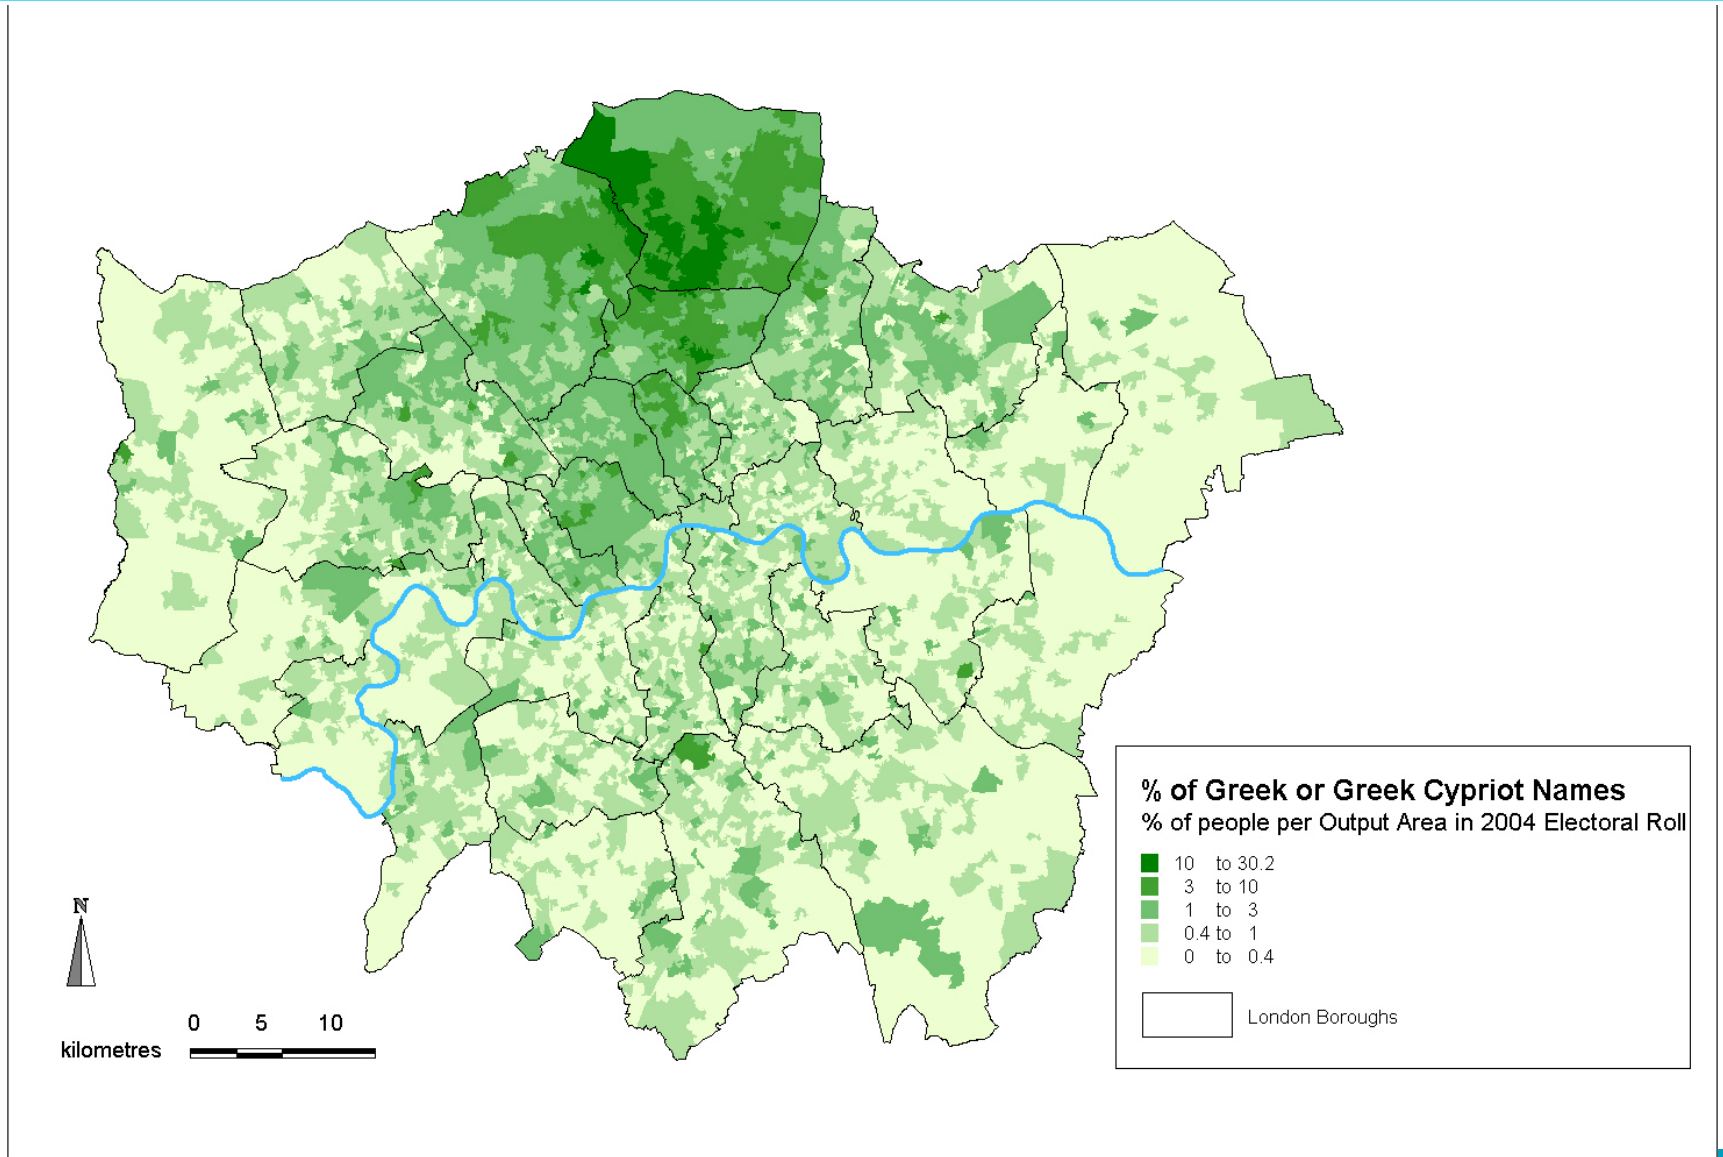 % of Greek or Greek Cypriot Names
% of people per Output Area in 2004 Electoral Roll
10 to 30.2
3 to 10
1 to 3
0.4 to 1
0 to 0.4
London Boroughs
N
0 5 10
kilometres